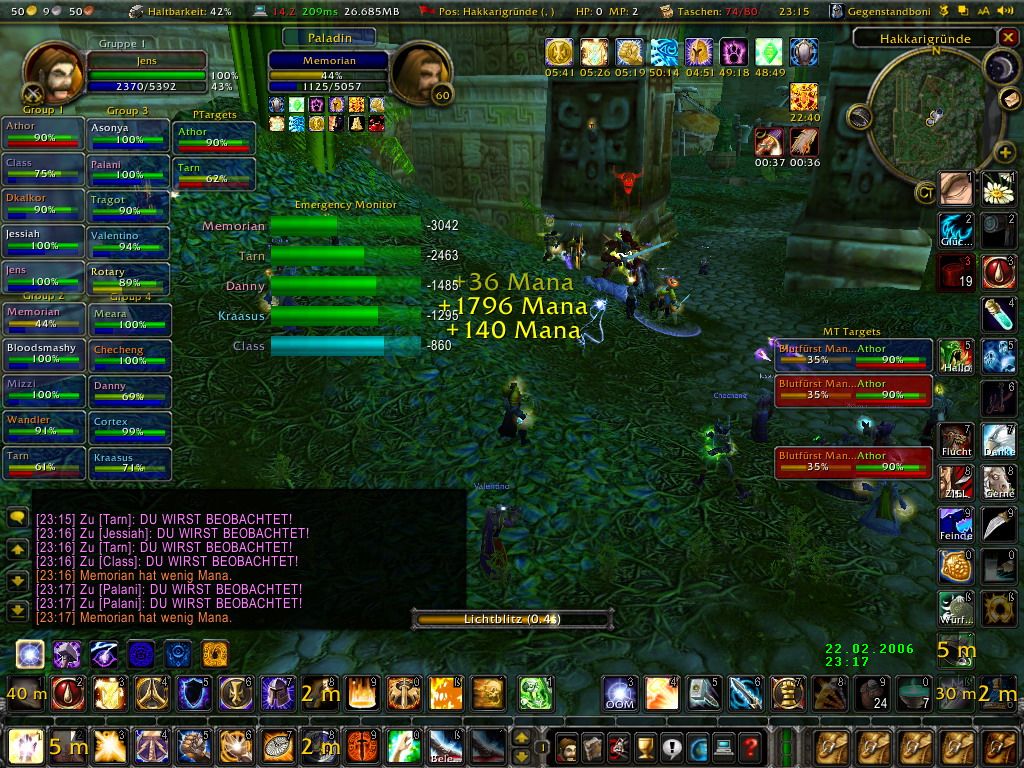 50 9 50 Haltbarkeit: 42% 14.2 209ms 26.685MB Pos: Hakkarigründe (, ) HP: 0 MP: 2 Taschen: 74/80 23:15 Gegenstandboni
Gruppe 1
Jens
100%
2370/5392 43%
Paladin
Memorian
44%
1125/5057
60
05:41 05:26 05:19 50:14 04:51 49:18 48:49
22:40
00:37 00:36
Hakkarigründe
N
Group 1
Athor
90%
Class
75%
Dkalkor
90%
Jessiah
100%
Jens
100%
Group 3
Asonya
100%
Palani
100%
Tragot
90%
Valentino
94%
Rotary
89%
PTargets
Athor
90%
Tarn
62%
Group 2
Memorian
44%
Bloodsmashy
100%
Mizzi
100%
Wandler
91%
Tarn
61%
Group 4
Meara
100%
Checheng
100%
Danny
69%
Cortex
99%
Kraasus
71%
Emergency Monitor
Memorian -3042
Tarn -2463
Danny -1485
Kraasus -1295
Class -860
+36 Mana
+1796 Mana
+140 Mana
MT Targets
Blutfürst Man... Athor
35% 90%
Blutfürst Man... Athor
35% 90%
Blutfürst Man... Athor
35% 90%
Checheng
Valentino
CT
19
Hallo
Flucht
Danke
ZIEL
Gerne
Feinde
Würf...
[23:15] Zu [Tarn]: DU WIRST BEOBACHTET!
[23:16] Zu [Jessiah]: DU WIRST BEOBACHTET!
[23:16] Zu [Tarn]: DU WIRST BEOBACHTET!
[23:16] Zu [Class]: DU WIRST BEOBACHTET!
[23:16] Memorian hat wenig Mana.
[23:17] Zu [Palani]: DU WIRST BEOBACHTET!
[23:17] Zu [Palani]: DU WIRST BEOBACHTET!
[23:17] Memorian hat wenig Mana.
Lichtblitz (0.4s)
22.02.2006
23:17
5 m
40 m
2 m
OOM
24
7
30 m
2 m
5 m
2 m
Bele...
1